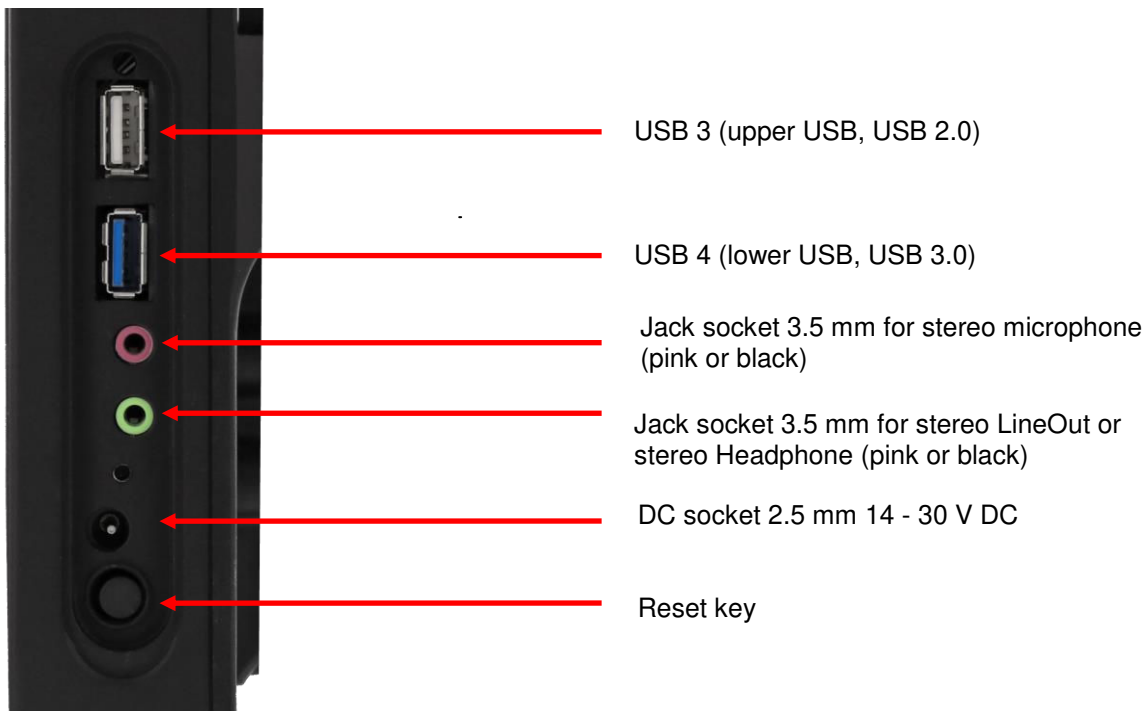 USB 3 (upper USB, USB 2.0)
USB 4 (lower USB, USB 3.0)
Jack socket 3.5 mm for stereo microphone
(pink or black)
Jack socket 3.5 mm for stereo LineOut or
stereo Headphone (pink or black)
DC socket 2.5 mm 14 - 30 V DC
Reset key